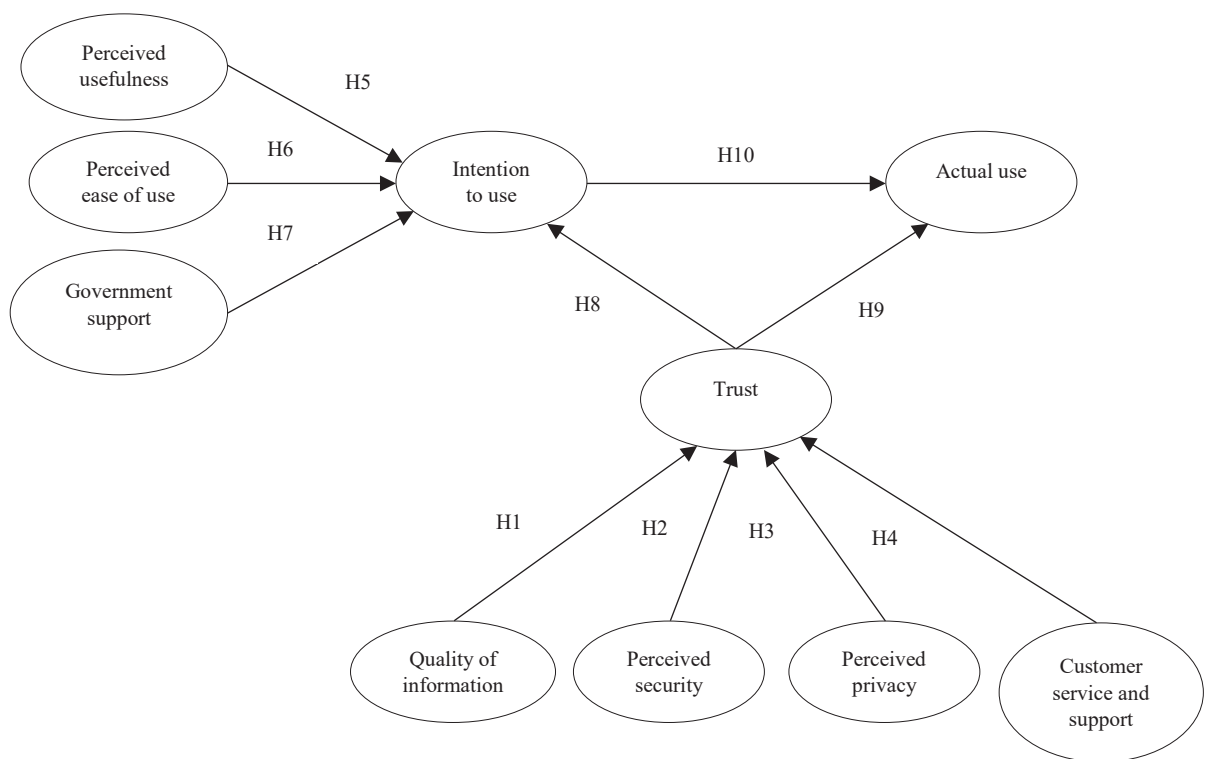 Perceived
usefulness
H5
H6
Perceived
ease of use
Intention
to use
H10
Actual use
H7
Government
support
H8
H9
Trust
H1
H2
H3
H4
Quality of
information
Perceived
security
Perceived
privacy
Customer
service and
support